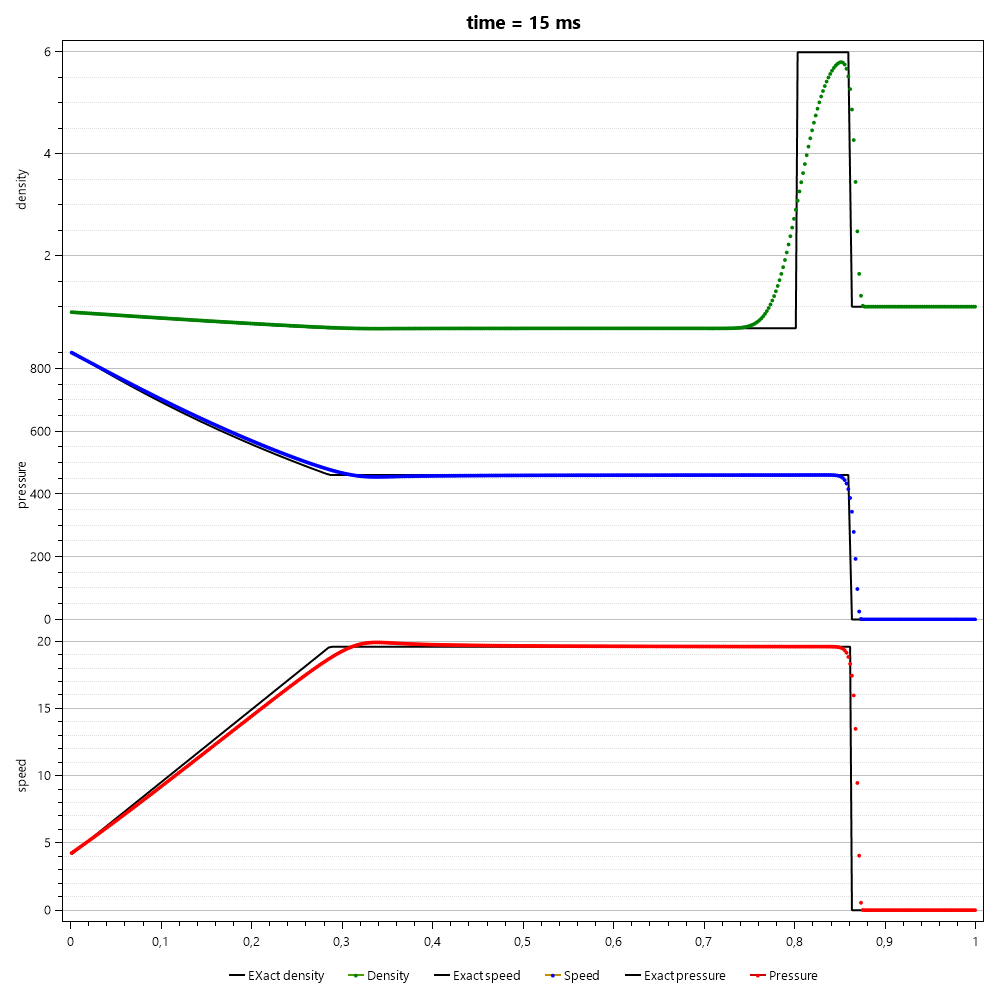 time = 15 ms
6
4
2
density
800
600
400
200
0
pressure
20
15
10
5
0
speed
0 0,1 0,2 0,3 0,4 0,5 0,6 0,7 0,8 0,9 1
EXact density Density Exact speed Speed Exact pressure Pressure